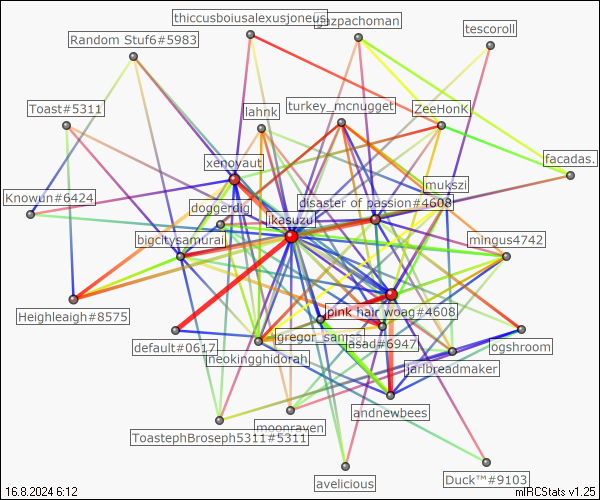 thiccusboiusalexusjoneus
gazpachoman
tescoroll
Random Stuf6#5983
Toast#5311
lahnk
turkey_mcnugget
ZeeHonK
xenovaut
facadas.
mukszi
Knowun#6424
doggerdig
disaster of passion#4608
ikasuzu
bigcitysamurai
mingus4742
Heighleaigh#8575
pink hair woag#4608
default#0617
gregor_samsa
asad#6947
ogshroom
neokingghidorah
jarlbreadmaker
andnewbees
moonraven
ToastephBroseph5311#5311
avelicious
Duck™#9103
16.8.2024 6:12
mIRCStats v1.25